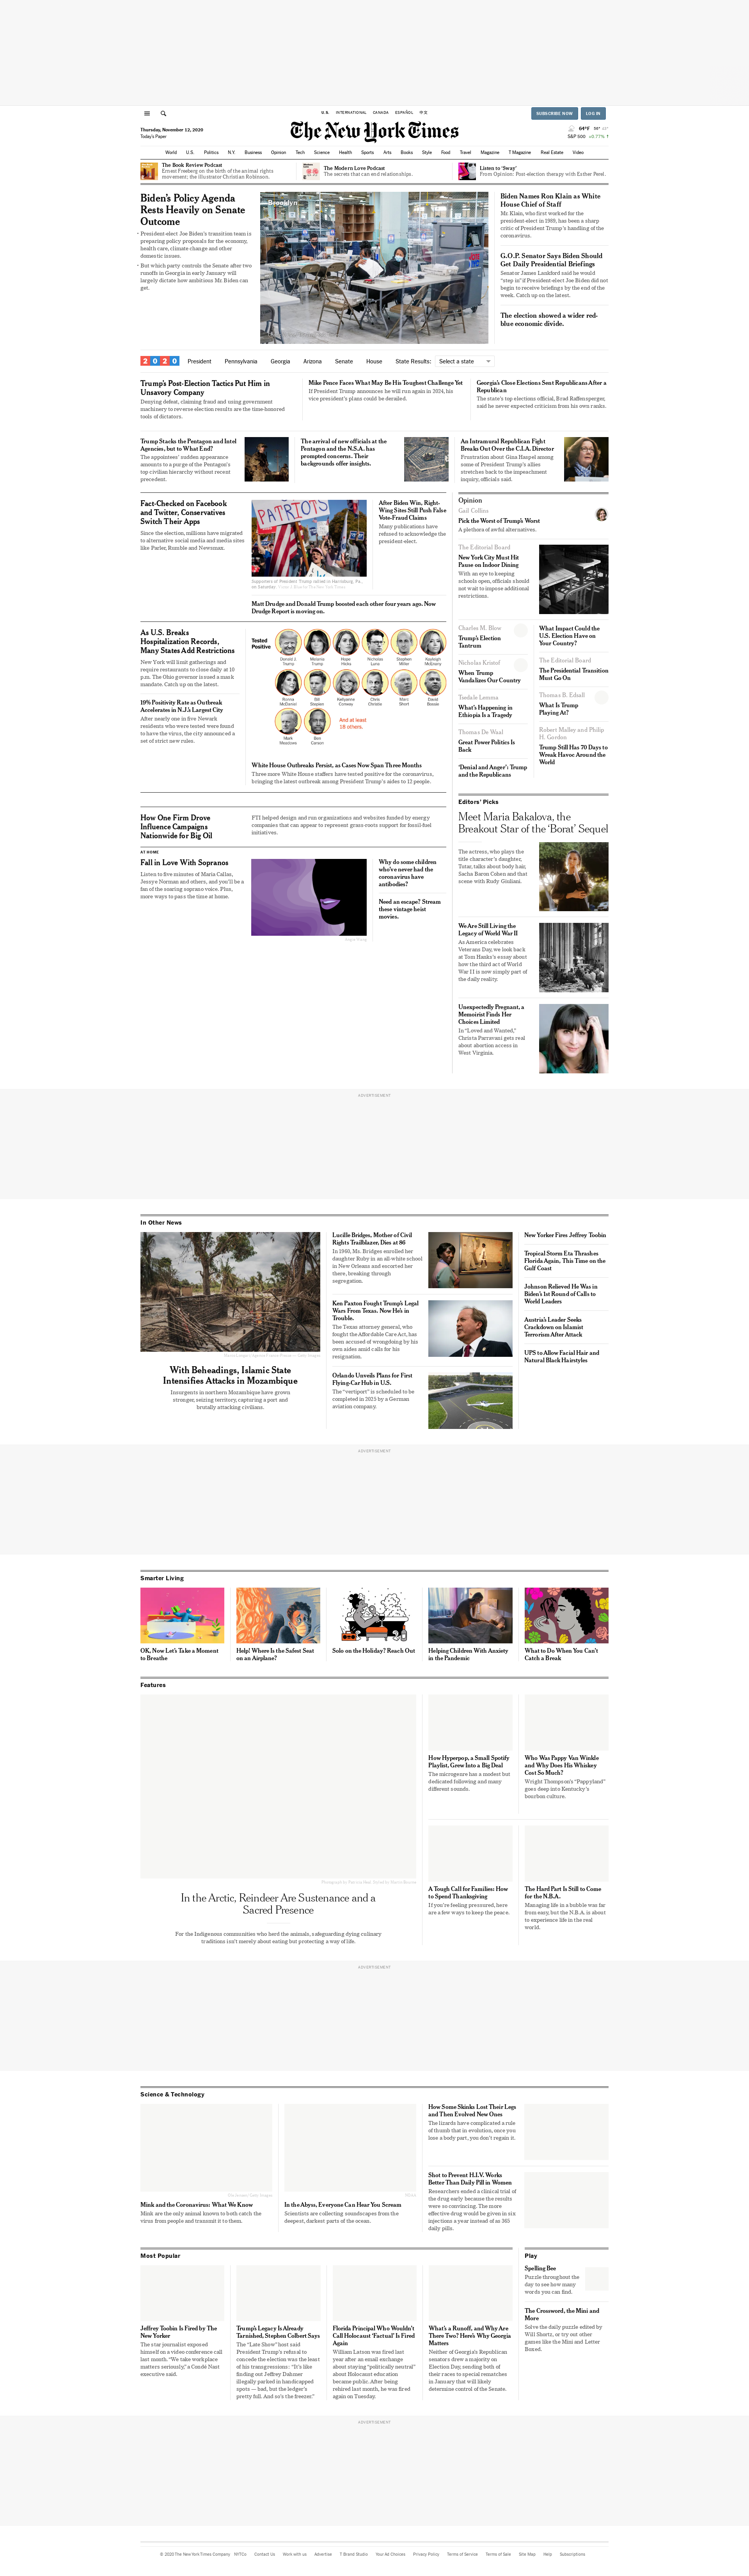 U.S. INTERNATIONAL CANADA ESPAÑOL 中文
SUBSCRIBE NOW LOG IN
Thursday, November 12, 2020
Today's Paper
The New York Times
64°F
S&P 500 +0.77% ↑
World U.S. Politics N.Y. Business Opinion Tech Science Health Sports Arts Books Style Food Travel Magazine T Magazine Real Estate Video
The Book Review Podcast
Ernest Freeberg on the birth of the animal rights
movement; the illustrator Christian Robinson.
The Modern Love Podcast
The secrets that can end relationships.
Listen to 'Sway'
From Opinion: Post-election therapy with Esther Perel.
Biden's Policy Agenda
Rests Heavily on Senate
Outcome
• President-elect Joe Biden's transition team is
preparing policy proposals for the economy,
health care, climate change and other
domestic issues.
• But which party controls the Senate after two
runoffs in Georgia in early January will
largely dictate how ambitious Mr. Biden can
get.
Brooklyn
Biden Names Ron Klain as White
House Chief of Staff
Mr. Klain, who first worked for the
president-elect in 1989, has been a sharp
critic of President Trump's handling of the
coronavirus.
G.O.P. Senator Says Biden Should
Get Daily Presidential Briefings
Senator James Lankford said he would
"step in" if President-elect Joe Biden did not
begin to receive briefings by the end of the
week. Catch up on the latest.
The election showed a wider red-
blue economic divide.
2020 President Pennsylvania Georgia Arizona Senate House State Results: Select a state
Trump's Post-Election Tactics Put Him in
Unsavory Company
Denying defeat, claiming fraud and using government
machinery to reverse election results are the time-honored
tools of dictators.
Mike Pence Faces What May Be His Toughest Challenge Yet
If President Trump announces he will run again in 2024, his
vice president's plans could be derailed.
Georgia's Close Elections Sent Republicans After a
Republican
The state's top elections official, Brad Raffensperger,
said he never expected criticism from his own ranks.
Trump Stacks the Pentagon and Intel
Agencies, but to What End?
The appointees' sudden appearance
amounts to a purge of the Pentagon's
top civilian hierarchy without recent
precedent.
The arrival of new officials at the
Pentagon and the N.S.A. has
prompted concerns. Their
backgrounds offer insights.
An Intramural Republican Fight
Breaks Out Over the C.I.A. Director
Frustration about Gina Haspel among
some of President Trump's allies
stretches back to the impeachment
inquiry, officials said.
Fact-Checked on Facebook
and Twitter, Conservatives
Switch Their Apps
Since the election, millions have migrated
to alternative social media and media sites
like Parler, Rumble and Newsmax.
PATRIOTS
Supporters of President Trump rallied in Harrisburg, Pa.,
on Saturday.
After Biden Win, Right-
Wing Sites Still Push False
Vote-Fraud Claims
Many publications have
refused to acknowledge the
president-elect.
Matt Drudge and Donald Trump boosted each other four years ago. Now
Drudge Report is moving on.
As U.S. Breaks
Hospitalization Records,
Many States Add Restrictions
New York will limit gatherings and
require restaurants to close daily at 10
p.m. The Ohio governor is issued a mask
mandate. Catch up on the latest.
19% Positivity Rate as Outbreak
Accelerates in N.J.'s Largest City
After nearly one in five Newark
residents who were tested were found
to have the virus, the city announced a
set of strict new rules.
Tested
Positive
Donald J. Trump
Melania Trump
Hope Hicks
Nicholas Luna
Stephen Miller
Kayleigh McEnany
Ronna McDaniel
Bill Stepien
Kellyanne Conway
Chris Christie
Marc Short
David Bossie
Mark Meadows
Ben Carson
And at least
18 others.
White House Outbreaks Persist, as Cases Now Span Three Months
Three more White House staffers have tested positive for the coronavirus,
bringing the latest outbreak among President Trump's aides to 13 people.
How One Firm Drove
Influence Campaigns
Nationwide for Big Oil
FTI helped design and run organizations and websites funded by energy
companies that can appear to represent grass-roots support for fossil-fuel
initiatives.
AT HOME
Fall in Love With Sopranos
Listen to five minutes of Maria Callas,
Jessye Norman and others, and you'll be a
fan of the soaring soprano voice. Plus,
more ways to pass the time at home.
Why do some children
who've never had the
coronavirus have
antibodies?
Need an escape? Stream
these vintage heist
movies.
Opinion
Gail Collins
Pick the Worst of Trump's Worst
A plethora of awful alternatives.
The Editorial Board
New York City Must Hit
Pause on Indoor Dining
With an eye to keeping
schools open, officials should
not wait to impose additional
restrictions.
Charles M. Blow
Trump's Election
Tantrum
Nicholas Kristof
When Trump
Vandalizes Our Country
Tsedale Lemma
What's Happening in
Ethiopia Is a Tragedy
Thomas De Waal
Great Power Politics Is
Back
'Denial and Anger': Trump
and the Republicans
What Impact Could the
U.S. Election Have on
Your Country?
The Editorial Board
The Presidential Transition
Must Go On
Thomas B. Edsall
What Is Trump
Playing At?
Robert Malley and Philip
H. Gordon
Trump Still Has 70 Days to
Wreak Havoc Around the
World
Editors' Picks
Meet Maria Bakalova, the
Breakout Star of the 'Borat' Sequel
The actress, who plays the
title character's daughter,
Tutar, talks about body hair,
Sacha Baron Cohen and that
scene with Rudy Giuliani.
We Are Still Living the
Legacy of World War II
As America celebrates
Veterans Day, we look back
at Tom Hanks's essay about
how the third act of World
War II is now simply part of
the daily reality.
Unexpectedly Pregnant, a
Memoirist Finds Her
Choices Limited
In "Loved and Wanted,"
Christa Parravani gets real
about abortion access in
West Virginia.
ADVERTISEMENT
In Other News
With Beheadings, Islamic State
Intensifies Attacks in Mozambique
Insurgents in northern Mozambique have grown
stronger, seizing territory, capturing a port and
brutally attacking civilians.
Lucille Bridges, Mother of Civil
Rights Trailblazer, Dies at 86
In 1960, Ms. Bridges enrolled her
daughter Ruby in an all-white school
in New Orleans and escorted her
there, breaking through
segregation.
Ken Paxton Fought Trump's Legal
Wars From Texas. Now He's in
Trouble.
The Texas attorney general, who
fought the Affordable Care Act, has
been accused of wrongdoing by his
own aides amid calls for his
resignation.
Orlando Unveils Plans for First
Flying-Car Hub in U.S.
The "vertiport" is scheduled to be
completed in 2025 by a German
aviation company.
New Yorker Fires Jeffrey Toobin
Tropical Storm Eta Thrashes
Florida Again, This Time on the
Gulf Coast
Johnson Relieved He Was in
Biden's 1st Round of Calls to
World Leaders
Austria's Leader Seeks
Crackdown on Islamist
Terrorism After Attack
UPS to Allow Facial Hair and
Natural Black Hairstyles
ADVERTISEMENT
Smarter Living
OK, Now Let's Take a Moment
to Breathe
Help! Where Is the Safest Seat
on an Airplane?
Solo on the Holiday? Reach Out
Helping Children With Anxiety
in the Pandemic
What to Do When You Can't
Catch a Break
Features
In the Arctic, Reindeer Are Sustenance and a
Sacred Presence
For the Indigenous communities who herd the animals, safeguarding dying culinary
traditions isn't merely about eating but protecting a way of life.
How Hyperpop, a Small Spotify
Playlist, Grew Into a Big Deal
The microgenre has a modest but
dedicated following and many
different sounds.
Who Was Pappy Van Winkle
and Why Does His Whiskey
Cost So Much?
Wright Thompson's "Pappyland"
goes deep into Kentucky's
bourbon culture.
A Tough Call for Families: How
to Spend Thanksgiving
If you're feeling pressured, here
are a few ways to keep the peace.
The Hard Part Is Still to Come
for the N.B.A.
Managing life in a bubble was far
from easy, but the N.B.A. is about
to experience life in the real
world.
ADVERTISEMENT
Science & Technology
Mink and the Coronavirus: What We Know
Mink are the only animal known to both catch the
virus from people and transmit it to them.
In the Abyss, Everyone Can Hear You Scream
Scientists are collecting soundscapes from the
deepest, darkest parts of the ocean.
How Some Skinks Lost Their Legs
and Then Evolved New Ones
The lizards have complicated a rule
of thumb that in evolution, once you
lose a body part, you don't regain it.
Shot to Prevent H.I.V. Works
Better Than Daily Pill in Women
Researchers ended a clinical trial of
the drug early because the results
were so convincing. The more
effective drug would be given in six
injections a year instead of as 365
daily pills.
Most Popular
Jeffrey Toobin Is Fired by The
New Yorker
The star journalist exposed
himself on a video conference call
last month. "We take workplace
matters seriously," a Condé Nast
executive said.
Trump's Legacy Is Already
Tarnished, Stephen Colbert Says
The "Late Show" host said
President Trump's refusal to
concede the election was the least
of his transgressions: "It's like
finding out Jeffrey Dahmer
illegally parked in handicapped
spots — bad, but the ledger's
pretty full. And so's the freezer."
Florida Principal Who Wouldn't
Call Holocaust 'Factual' Is Fired
Again
William Latson was fired last
year after an email exchange
about staying "politically neutral"
about Holocaust education
became public. After being
rehired last month, he was fired
again on Tuesday.
What's a Runoff, and Why Are
There Two? Here's Why Georgia
Matters
Neither of Georgia's Republican
senators drew a majority on
Election Day, sending both of
their races to special rematches
in January that will likely
determine control of the Senate.
Play
Spelling Bee
Puzzle throughout the
day to see how many
words you can find.
The Crossword, the Mini and
More
Solve the daily puzzle edited by
Will Shortz, or try out other
games like the Mini and Letter
Boxed.
ADVERTISEMENT
© 2020 The New York Times Company NYTCo Contact Us Work with us Advertise T Brand Studio Your Ad Choices Privacy Policy Terms of Service Terms of Sale Site Map Help Subscriptions